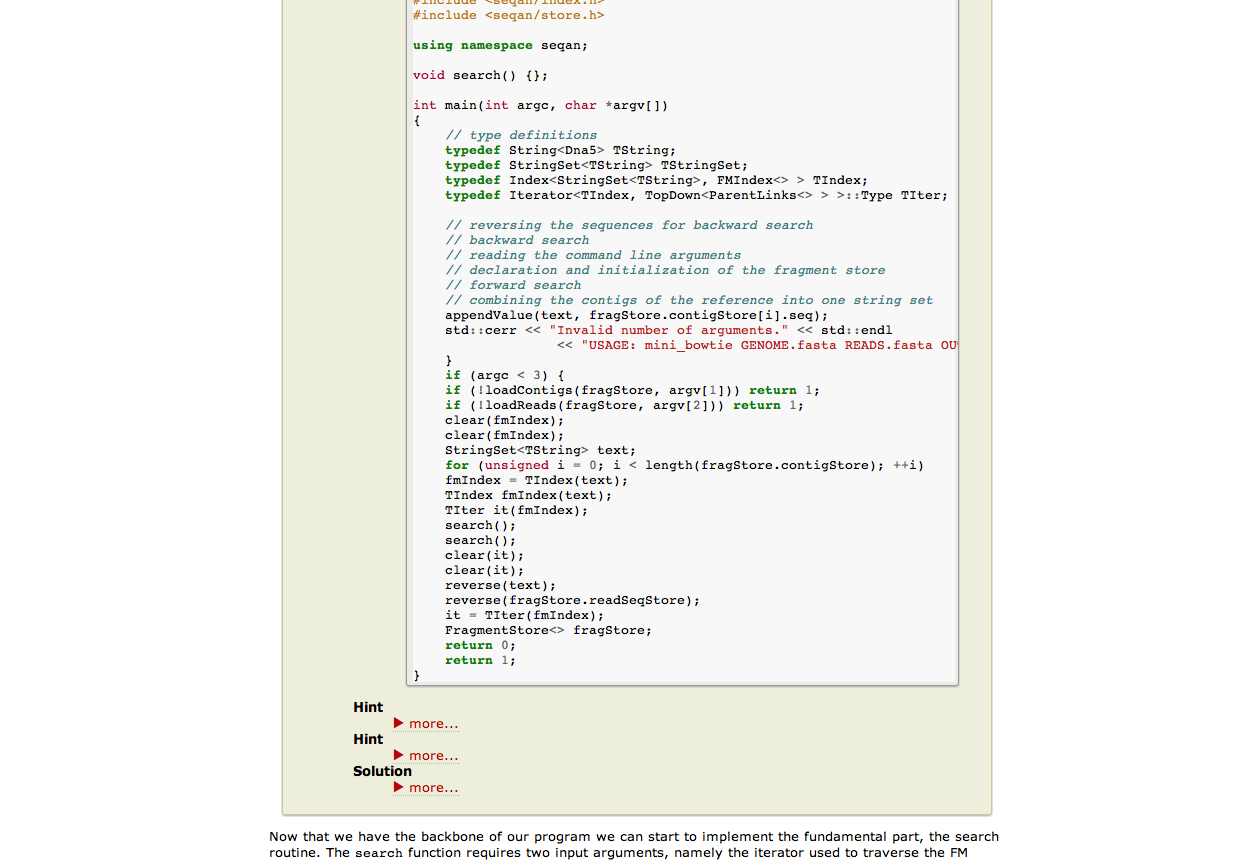 #include <seqan/index.h>
#include <seqan/store.h>
using namespace seqan;
void search() {};
int main(int argc, char *argv[])
{
// type definitions
typedef String<Dna5> TString;
typedef StringSet<TString> TStringSet;
typedef Index<StringSet<TString>, FMIndex<> > TIndex;
typedef Iterator<TIndex, TopDown<ParentLinks<> > >::Type TIter;
// reversing the sequences for backward search
// backward search
// reading the command line arguments
// declaration and initialization of the fragment store
// forward search
// combining the contigs of the reference into one string set
appendValue(text, fragStore.contigStore[i].seq);
std::cerr << "Invalid number of arguments." << std::endl
<< "USAGE: mini_bowtie GENOME.fasta READS.fasta OU
}
if (argc < 3) {
if (!loadContigs(fragStore, argv[1])) return 1;
if (!loadReads(fragStore, argv[2])) return 1;
clear(fmIndex);
clear(fmIndex);
StringSet<TString> text;
for (unsigned i = 0; i < length(fragStore.contigStore); ++i)
fmIndex = TIndex(text);
TIndex fmIndex(text);
TIter it(fmIndex);
search();
search();
clear(it);
clear(it);
reverse(text);
reverse(fragStore.readSeqStore);
it = TIter(fmIndex);
FragmentStore<> fragStore;
return 0;
return 1;
}
Hint
more...
Hint
more...
Solution
more...
Now that we have the backbone of our program we can start to implement the fundamental part, the search
routine. The search function requires two input arguments, namely the iterator used to traverse the FM